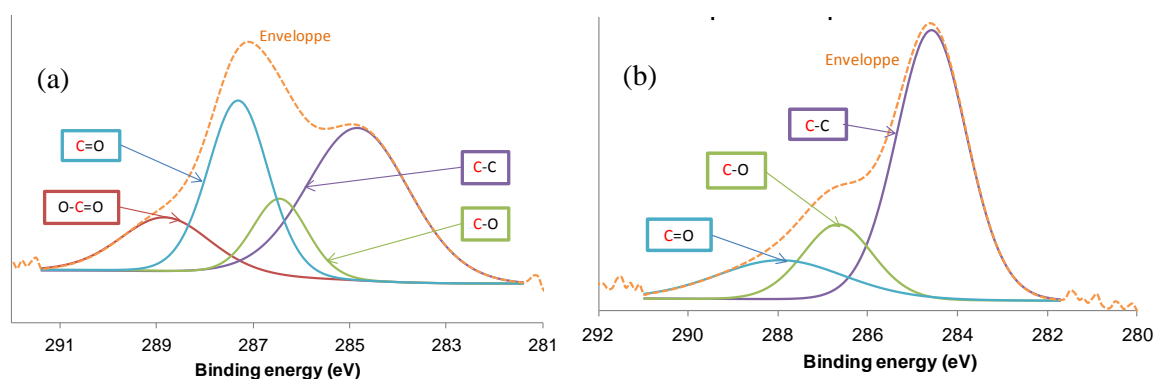 (a)
Enveloppe
C=O
O-C=O
C-C
C-O
291 289 287 285 283 281
Binding energy (eV)
(b)
Enveloppe
C-C
C-O
C=O
292 290 288 286 284 282 280
Binding energy (eV)